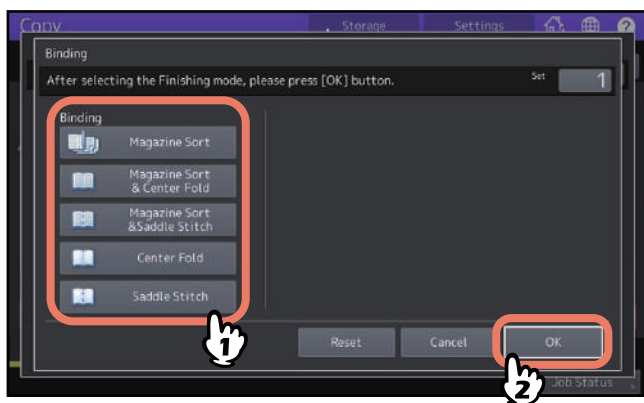 Copy
Storage
Settings
Binding
After selecting the Finishing mode, please press [OK] button.
Set
1
Binding
Magazine Sort
Magazine Sort
& Center Fold
Magazine Sort
&Saddle Stitch
Center Fold
Saddle Stitch
1
Reset
Cancel
OK
2
Job Status